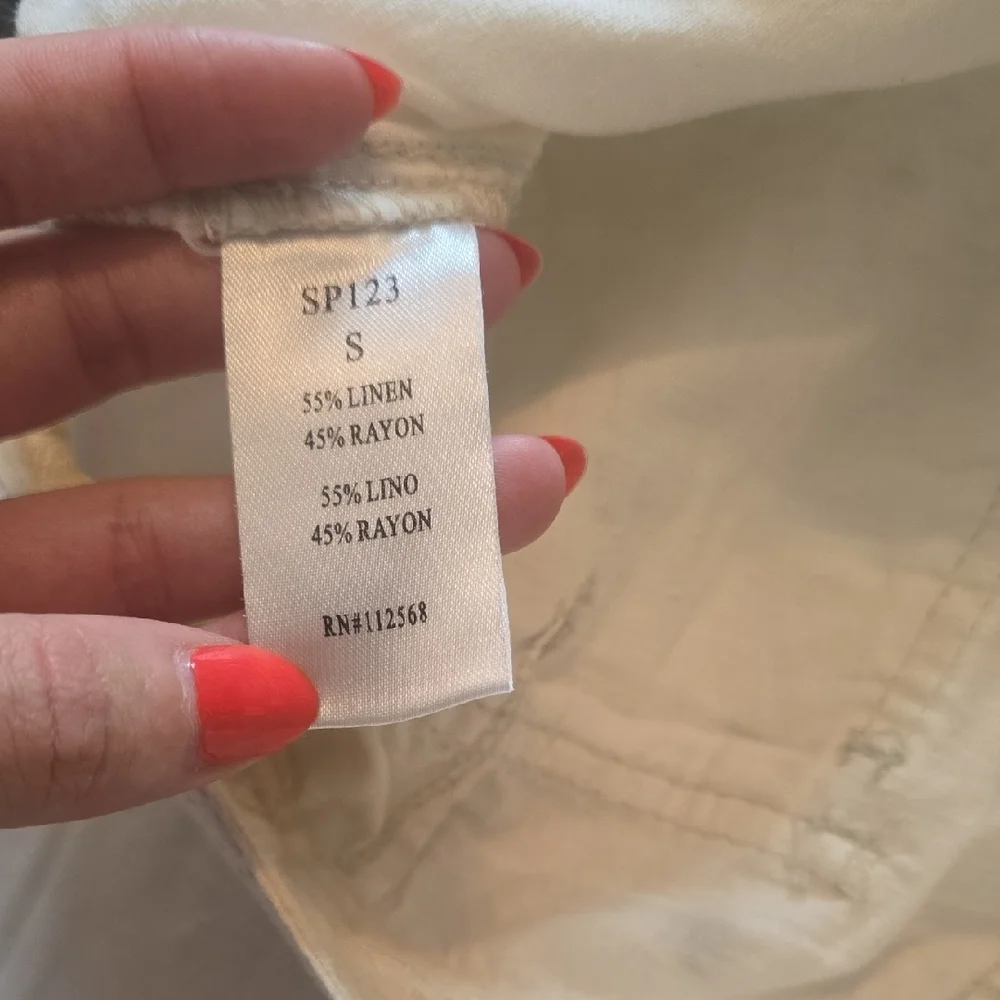 SP123
S
55% LINEN
45% RAYON
55% LINO
45% RAYON
RN#112568